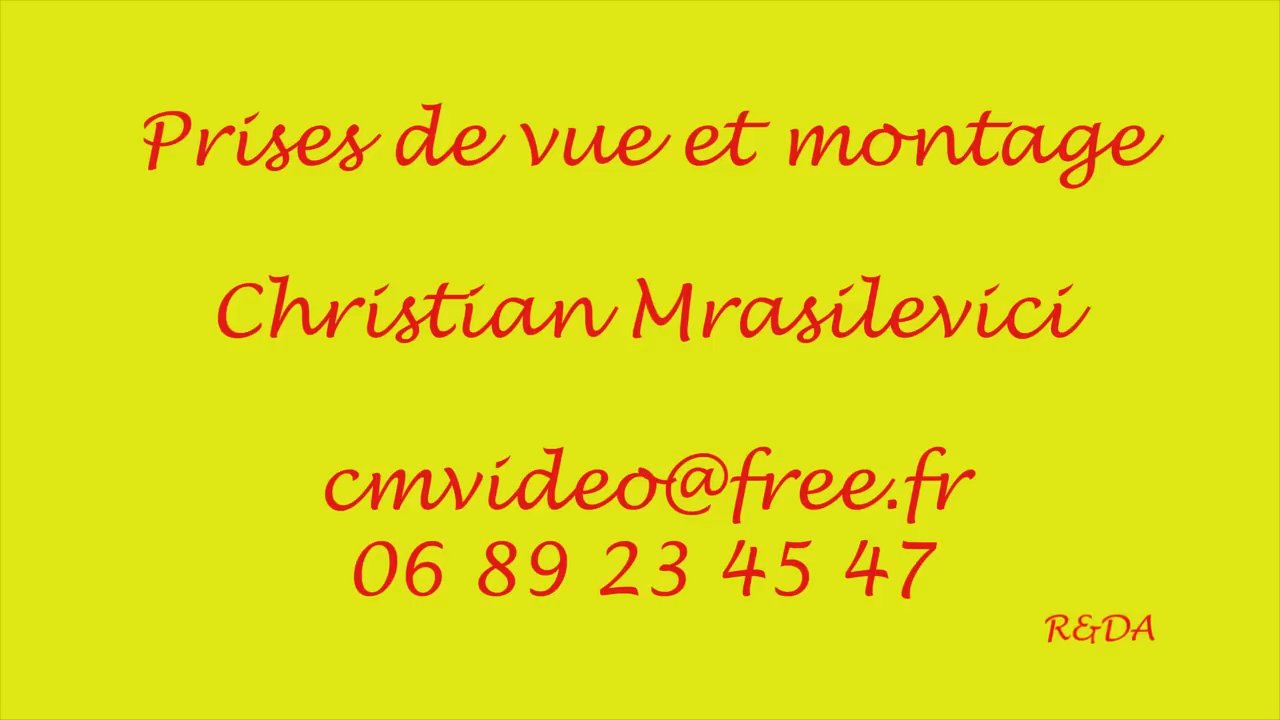 Prises de vue et montage
Christian Mrasilevici
cmvideo@free.fr
06 89 23 45 47
R&DA